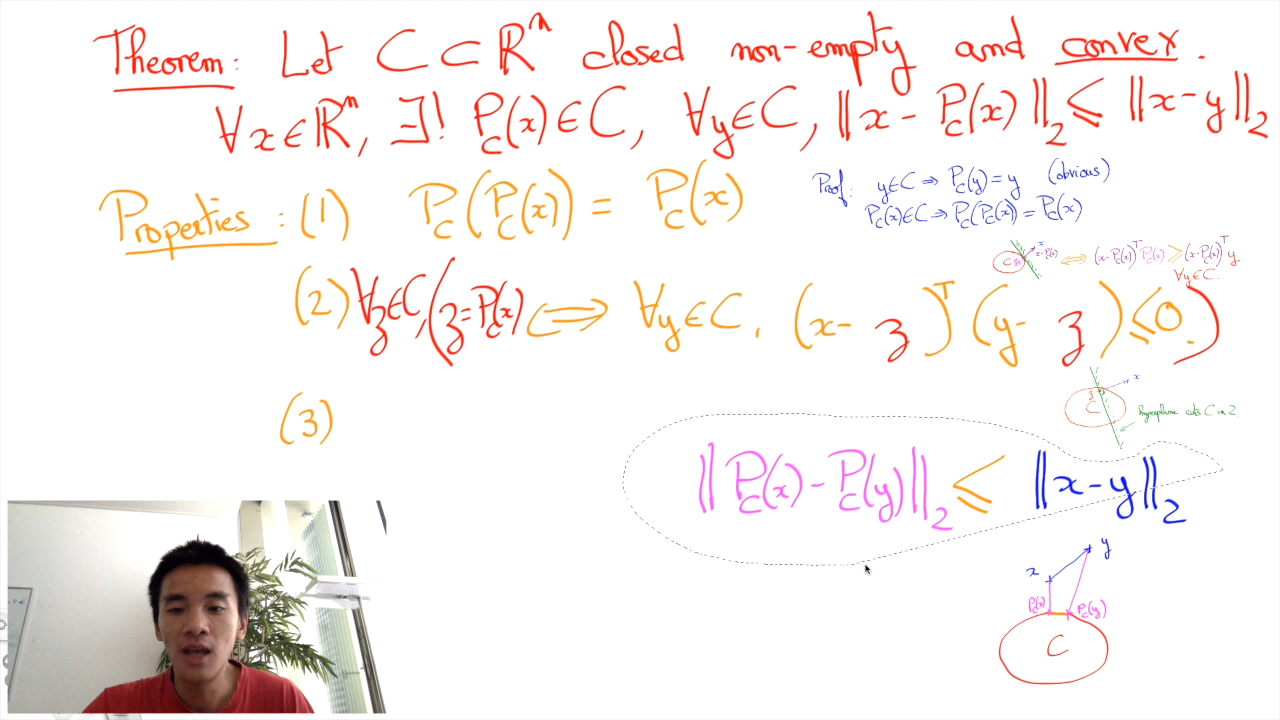 Theorem: Let C ⊂ ℝⁿ closed non-empty and convex.
∀x∈ℝⁿ, ∃! P_C(x)∈C, ∀y∈C, ||x - P_C(x)||₂ ≤ ||x-y||₂
Properties: (1) P_C(P_C(x)) = P_C(x)
Proof: y∈C ⇒ P_C(y) = y (obvious)
P_C(x)∈C ⇒ P_C(P_C(x)) = P_C(x)
C x x-P_C(x) ⇔ (x-P_C(x))ᵀP_C(x) ≥ (x-P_C(x))ᵀy
∀y∈C.
(2) ∀z∈C, (z=P_C(x) ⇔ ∀y∈C, (x- z)ᵀ(y- z) ≤ 0.)
z C x
hyperplane cuts C in z
(3)
||P_C(x) - P_C(y)||₂ ≤ ||x-y||₂
y
x
P_C(x) P_C(y)
C